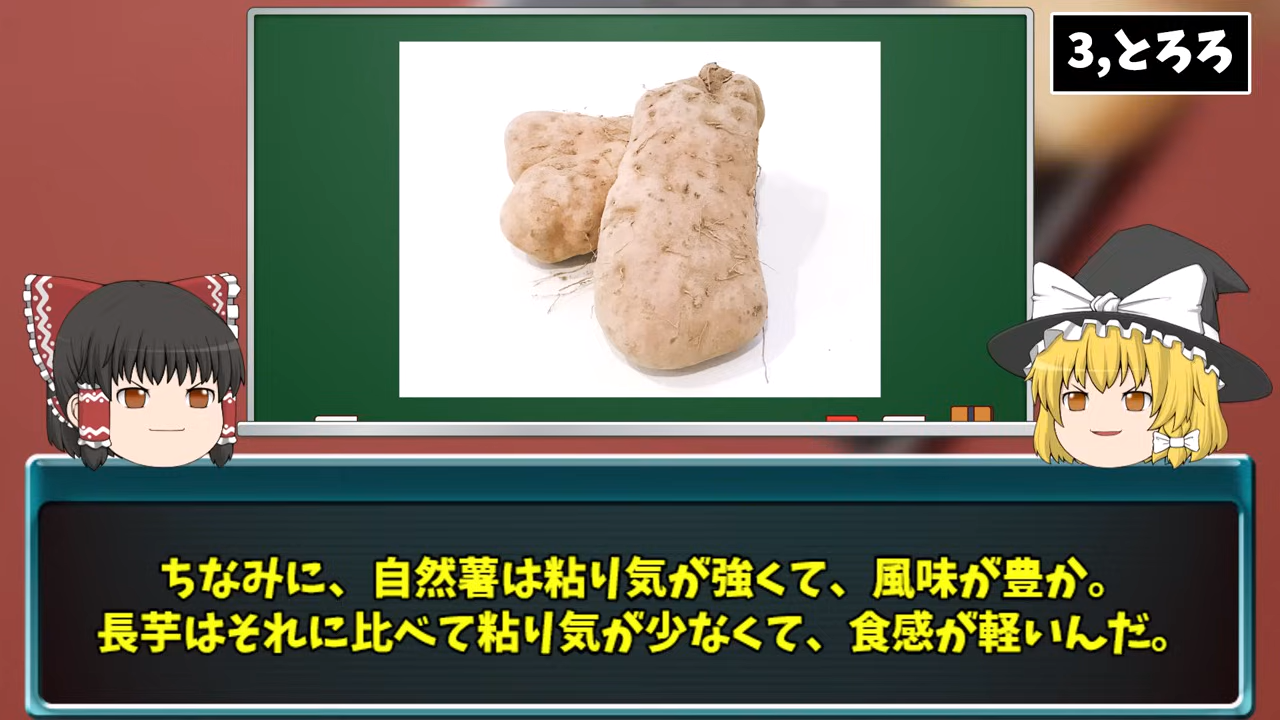 3,とろろ
ちなみに、自然薯は粘り気が強くて、風味が豊か。
長芋はそれに比べて粘り気が少なくて、食感が軽いんだ。